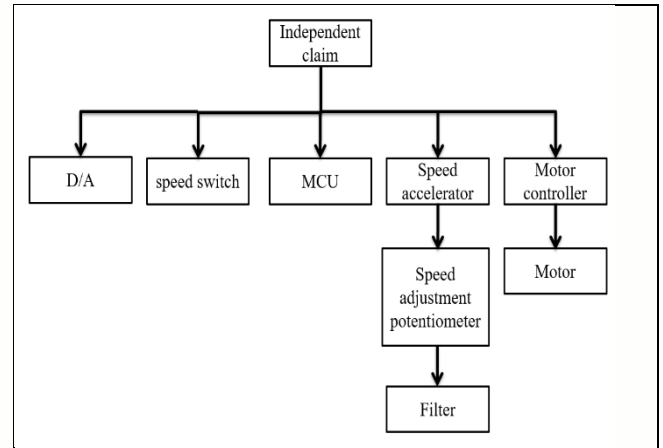 Independent
claim
D/A
speed switch
MCU
Speed
accelerator
Motor
controller
Speed
adjustment
potentiometer
Motor
Filter